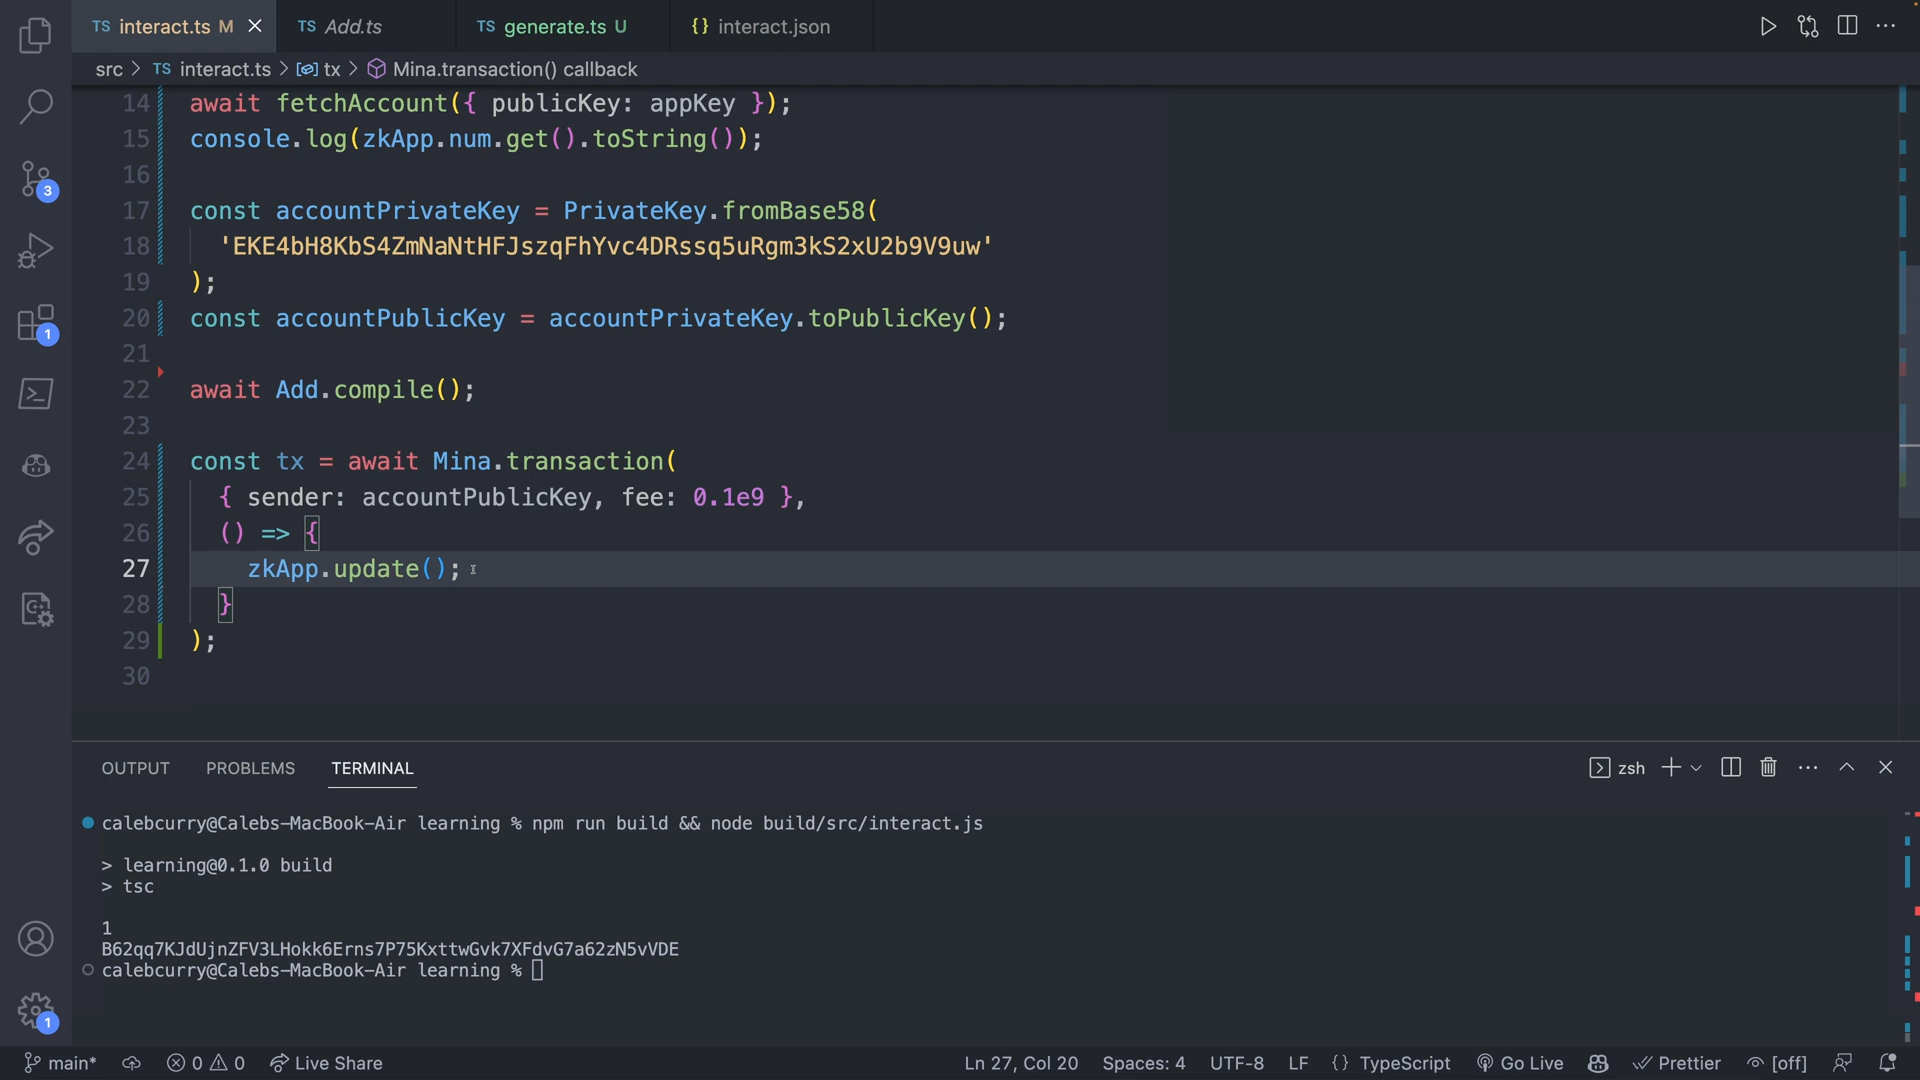 TS interact.ts M
TS Add.ts
TS generate.ts U
{} interact.json
src > TS interact.ts > tx > Mina.transaction() callback
14 await fetchAccount({ publicKey: appKey });
15 console.log(zkApp.num.get().toString());
16
17 const accountPrivateKey = PrivateKey.fromBase58(
18 'EKE4bH8KbS4ZmNaNtHFJszqFhYvc4DRssq5uRgm3kS2xU2b9V9uw'
19 );
20 const accountPublicKey = accountPrivateKey.toPublicKey();
21
22 await Add.compile();
23
24 const tx = await Mina.transaction(
25 { sender: accountPublicKey, fee: 0.1e9 },
26 () => {
27 zkApp.update();
28 }
29 );
30
3
1
1
OUTPUT PROBLEMS TERMINAL
zsh
calebcurry@Calebs-MacBook-Air learning % npm run build && node build/src/interact.js
> learning@0.1.0 build
> tsc
1
B62qq7KJdUjnZFV3LHokk6Erns7P75KxttwGvk7XFdvG7a62zN5vVDE
calebcurry@Calebs-MacBook-Air learning %
main* 0 0 Live Share
Ln 27, Col 20 Spaces: 4 UTF-8 LF {} TypeScript Go Live Prettier [off]